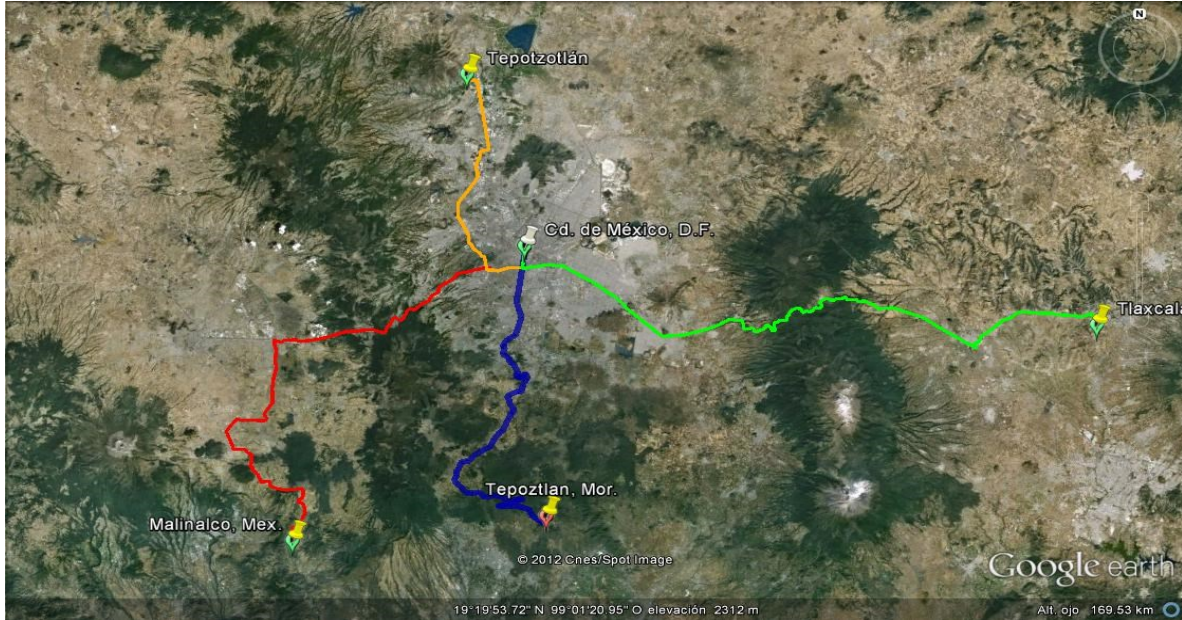 N
Tepotzotlán
Cd. de México, D.F.
Tlaxcala
Tepoztlan, Mor.
Malinalco, Mex.
© 2012 Cnes/Spot Image
Google earth
19°19'53.72" N 99°01'20.95" O elevación 2312 m
Alt. ojo 169.53 km